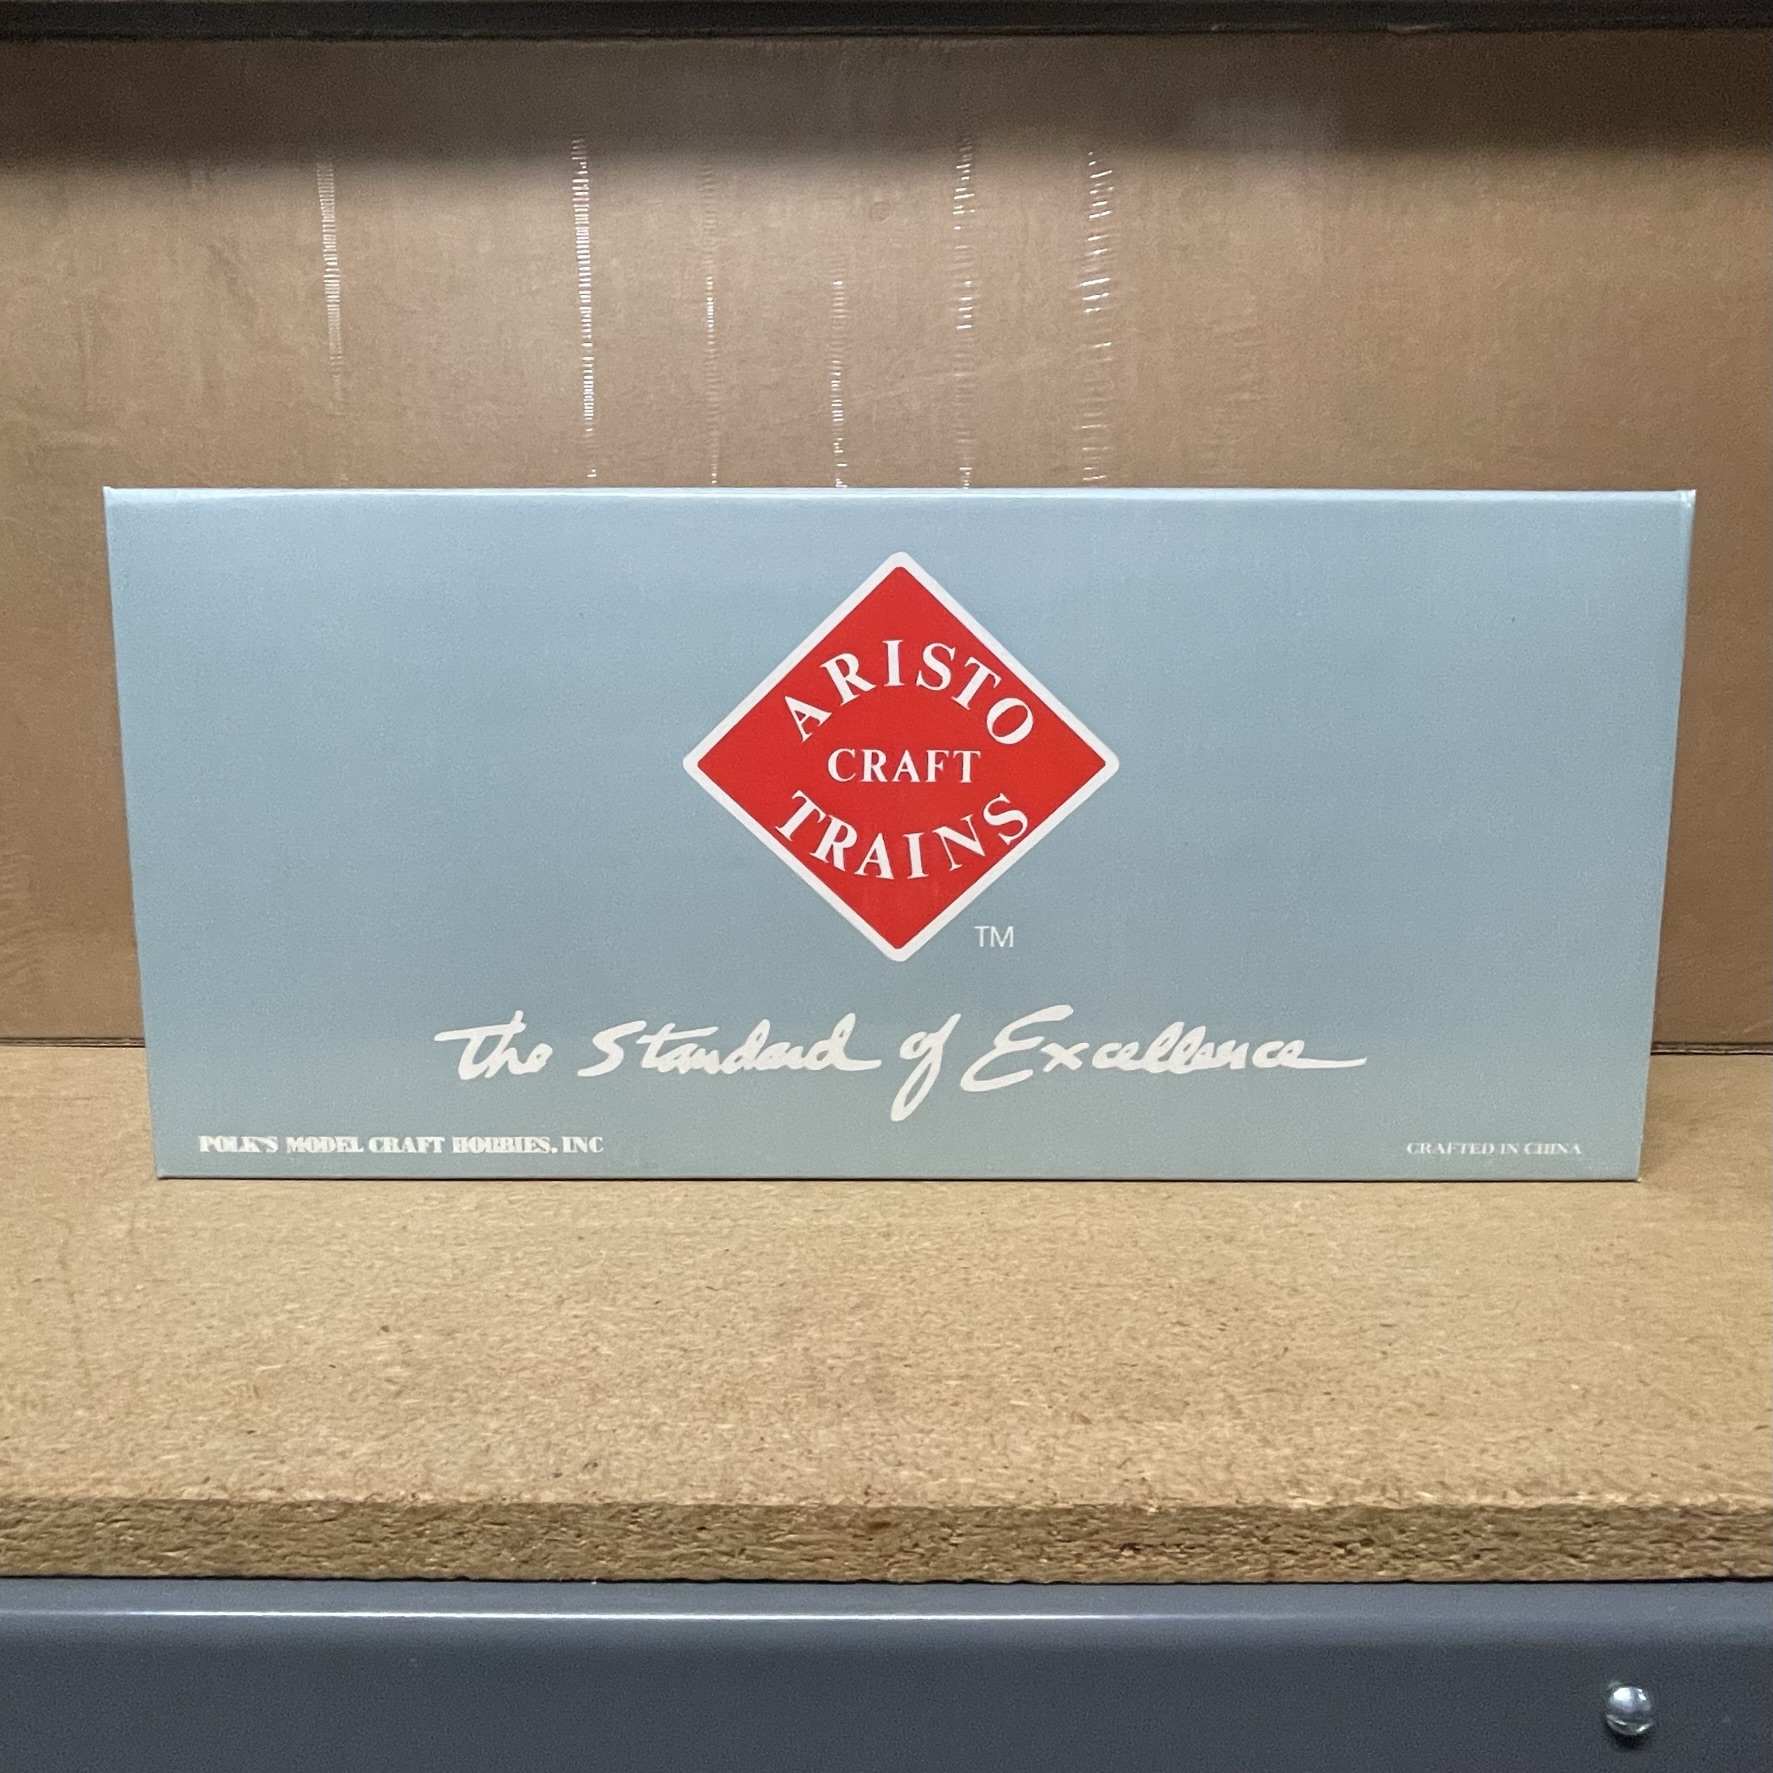 ARISTO
CRAFT
TRAINS
TM
The Standard of Excellence
POLK'S MODEL CRAFT HOBBIES, INC
CRAFTED IN CHINA